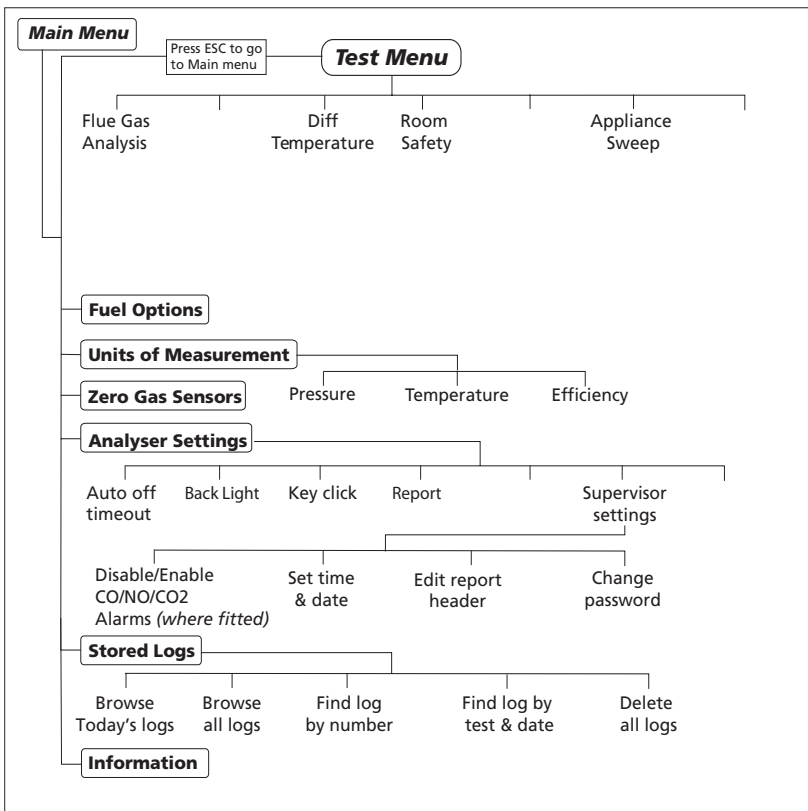 Main Menu
Press ESC to go
to Main menu
Test Menu
Flue Gas
Analysis
Diff
Temperature
Room
Safety
Appliance
Sweep
Fuel Options
Units of Measurement
Pressure
Temperature
Efficiency
Zero Gas Sensors
Analyser Settings
Auto off
timeout
Back Light
Key click
Report
Supervisor
settings
Disable/Enable
CO/NO/CO2
Alarms (where fitted)
Set time
& date
Edit report
header
Change
password
Stored Logs
Browse
Today's logs
Browse
all logs
Find log
by number
Find log by
test & date
Delete
all logs
Information